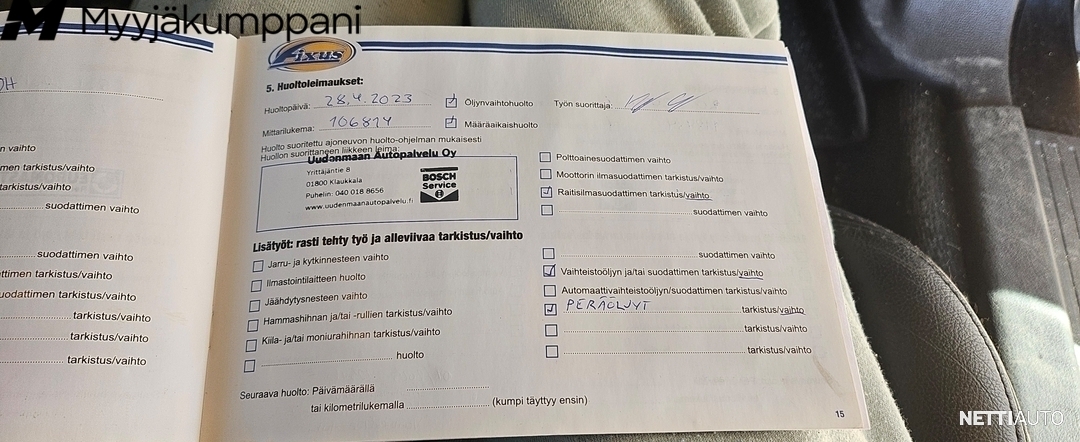 Myyjäkumppani
Fixus
5. Huoltoleimaukset:
Huoltopäivä: 28.4.2023
Öljynvaihtohuolto
Työn suorittaja:
Mittarilukema: 106814
Määräaikaishuolto
Huolto suoritettu ajoneuvon huolto-ohjelman mukaisesti
Huollon suorittaneen liikkeen leima:
Uudenmaan Autopalvelu Oy
Yrittäjäntie 8
01800 Klaukkala
Puhelin: 040 018 8656
www.uudenmaanautopalvelu.fi
BOSCH
Service
Polttoainesuodattimen vaihto
Moottorin ilmasuodattimen tarkistus/vaihto
Raitisilmasuodattimen tarkistus/vaihto
suodattimen vaihto
Lisätyöt: rasti tehty työ ja alleviivaa tarkistus/vaihto
Jarru- ja kytkinnesteen vaihto
Ilmastointilaitteen huolto
Jäähdytysnesteen vaihto
Hammashihnan ja/tai -rullien tarkistus/vaihto
Kiila- ja/tai moniurahihnan tarkistus/vaihto
huolto
suodattimen vaihto
Vaihteistoöljyn ja/tai suodattimen tarkistus/vaihto
Automaattivaihteistoöljyn/suodattimen tarkistus/vaihto
PERÄÖLJYT tarkistus/vaihto
tarkistus/vaihto
tarkistus/vaihto
Seuraava huolto: Päivämäärällä
tai kilometrilukemalla (kumpi täyttyy ensin)
15
n vaihto
men tarkistus/vaihto
tarkistus/vaihto
suodattimen vaihto
suodattimen vaihto
ttimen tarkistus/vaihto
uodattimen tarkistus/vaihto
tarkistus/vaihto
tarkistus/vaihto
tarkistus/vaihto
NETTIAUTO